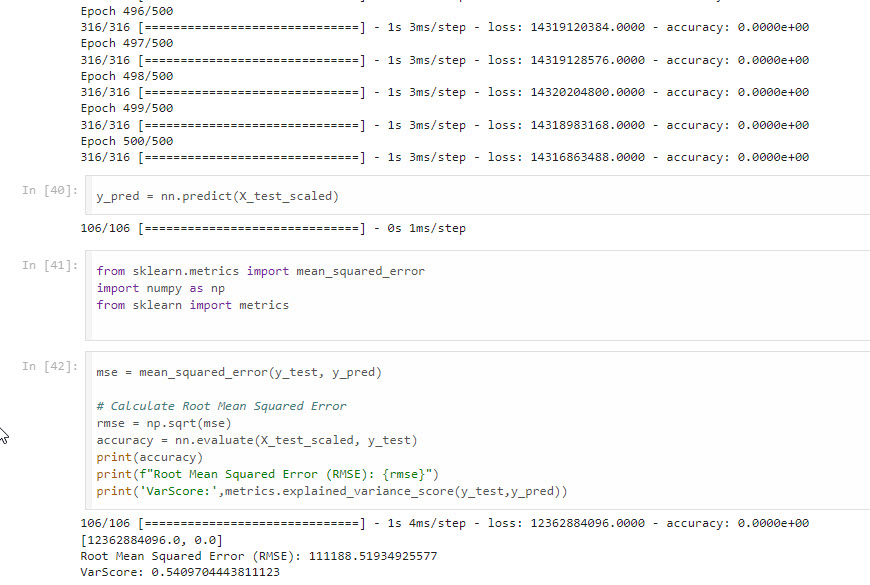 Epoch 496/500
316/316 [==============================] - 1s 3ms/step - loss: 14319120384.0000 - accuracy: 0.0000e+00
Epoch 497/500
316/316 [==============================] - 1s 3ms/step - loss: 14319128576.0000 - accuracy: 0.0000e+00
Epoch 498/500
316/316 [==============================] - 1s 3ms/step - loss: 14320204800.0000 - accuracy: 0.0000e+00
Epoch 499/500
316/316 [==============================] - 1s 3ms/step - loss: 14318983168.0000 - accuracy: 0.0000e+00
Epoch 500/500
316/316 [==============================] - 1s 3ms/step - loss: 14316863488.0000 - accuracy: 0.0000e+00
In [40]: y_pred = nn.predict(X_test_scaled)
106/106 [==============================] - 0s 1ms/step
In [41]: from sklearn.metrics import mean_squared_error
import numpy as np
from sklearn import metrics
In [42]: mse = mean_squared_error(y_test, y_pred)
# Calculate Root Mean Squared Error
rmse = np.sqrt(mse)
accuracy = nn.evaluate(X_test_scaled, y_test)
print(accuracy)
print(f"Root Mean Squared Error (RMSE): {rmse}")
print('VarScore:',metrics.explained_variance_score(y_test,y_pred))
106/106 [==============================] - 1s 4ms/step - loss: 12362884096.0000 - accuracy: 0.0000e+00
[12362884096.0, 0.0]
Root Mean Squared Error (RMSE): 111188.51934925577
VarScore: 0.5409704443811123